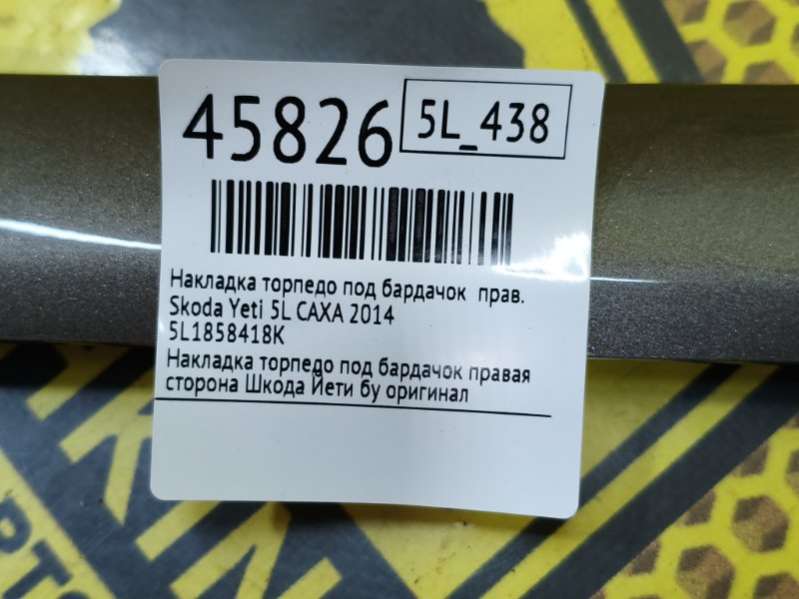 45826
5L_438
Накладка торпедо под бардачок прав.
Skoda Yeti 5L CAXA 2014
5L1858418K
Накладка торпедо под бардачок правая
сторона Шкода Йети бу оригинал